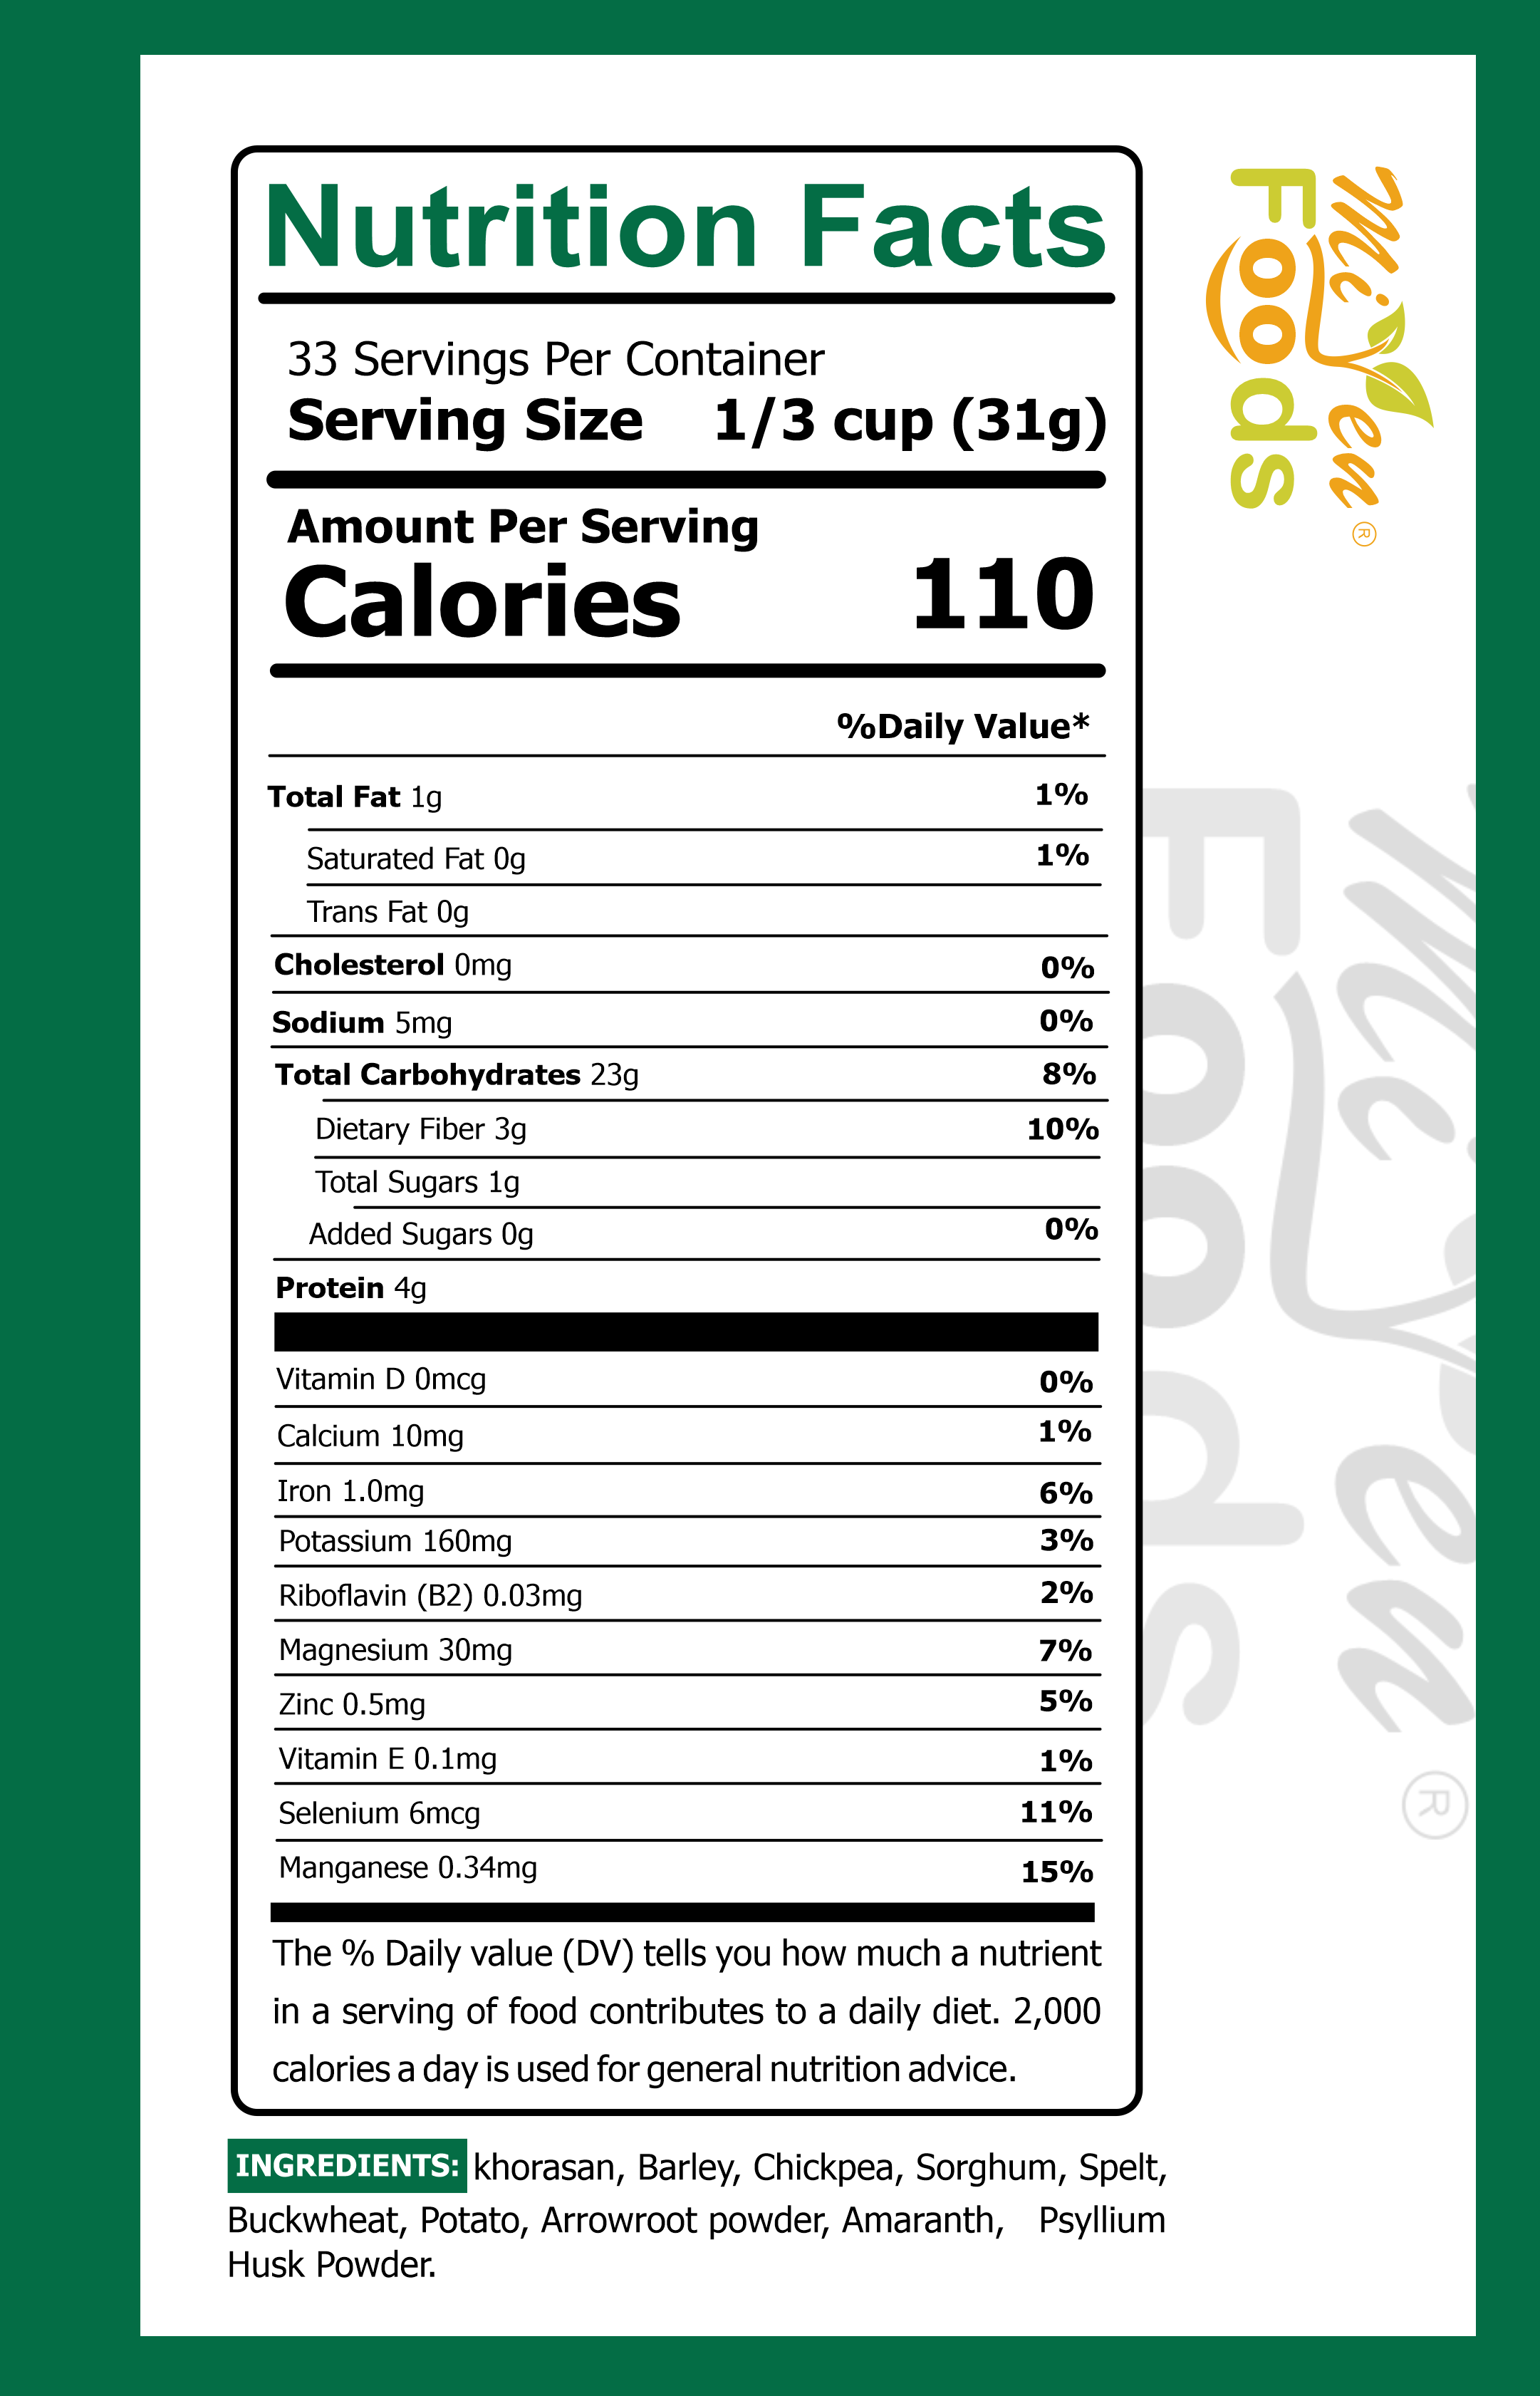 Nutrition Facts
33 Servings Per Container
Serving Size 1/3 cup (31g)
Amount Per Serving
Calories 110
%Daily Value*
Total Fat 1g 1%
Saturated Fat 0g 1%
Trans Fat 0g
Cholesterol 0mg 0%
Sodium 5mg 0%
Total Carbohydrates 23g 8%
Dietary Fiber 3g 10%
Total Sugars 1g
Added Sugars 0g 0%
Protein 4g
Vitamin D 0mcg 0%
Calcium 10mg 1%
Iron 1.0mg 6%
Potassium 160mg 3%
Riboflavin (B2) 0.03mg 2%
Magnesium 30mg 7%
Zinc 0.5mg 5%
Vitamin E 0.1mg 1%
Selenium 6mcg 11%
Manganese 0.34mg 15%
The % Daily value (DV) tells you how much a nutrient
in a serving of food contributes to a daily diet. 2,000
calories a day is used for general nutrition advice.
INGREDIENTS: khorasan, Barley, Chickpea, Sorghum, Spelt,
Buckwheat, Potato, Arrowroot powder, Amaranth, Psyllium
Husk Powder.
MiPen ®
Foods
MiPen ®
Foods